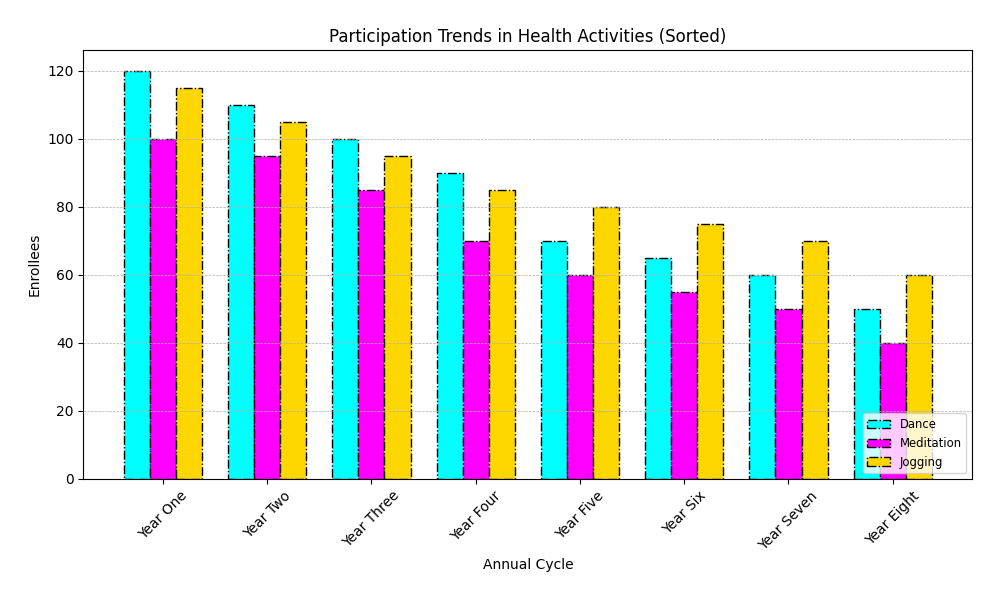 Participation Trends in Health Activities (Sorted)
Enrollees
120
100
80
60
40
20
0
Dance
Meditation
Jogging
Year One
Year Two
Year Three
Year Four
Year Five
Year Six
Year Seven
Year Eight
Annual Cycle